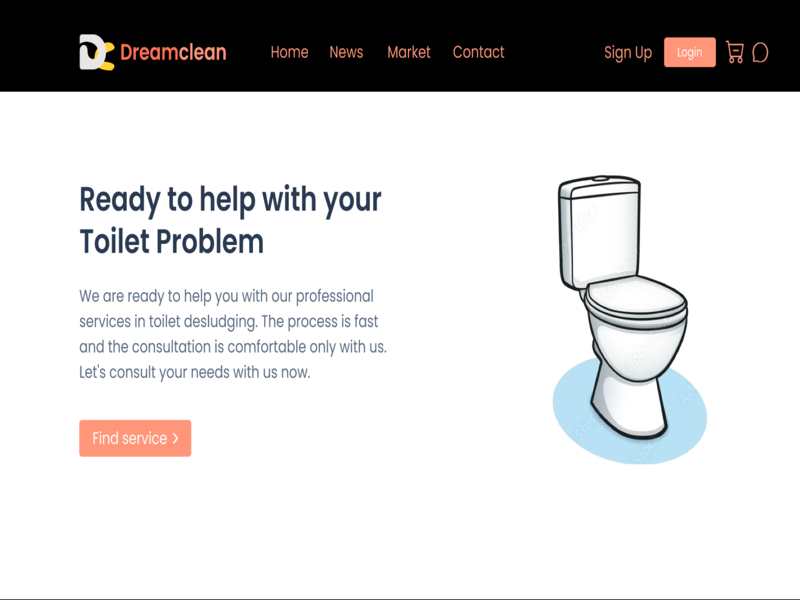 Dreamclean
Home
News
Market
Contact
Sign Up
Login
Ready to help with your
Toilet Problem
We are ready to help you with our professional
services in toilet desludging. The process is fast
and the consultation is comfortable only with us.
Let's consult your needs with us now.
Find service